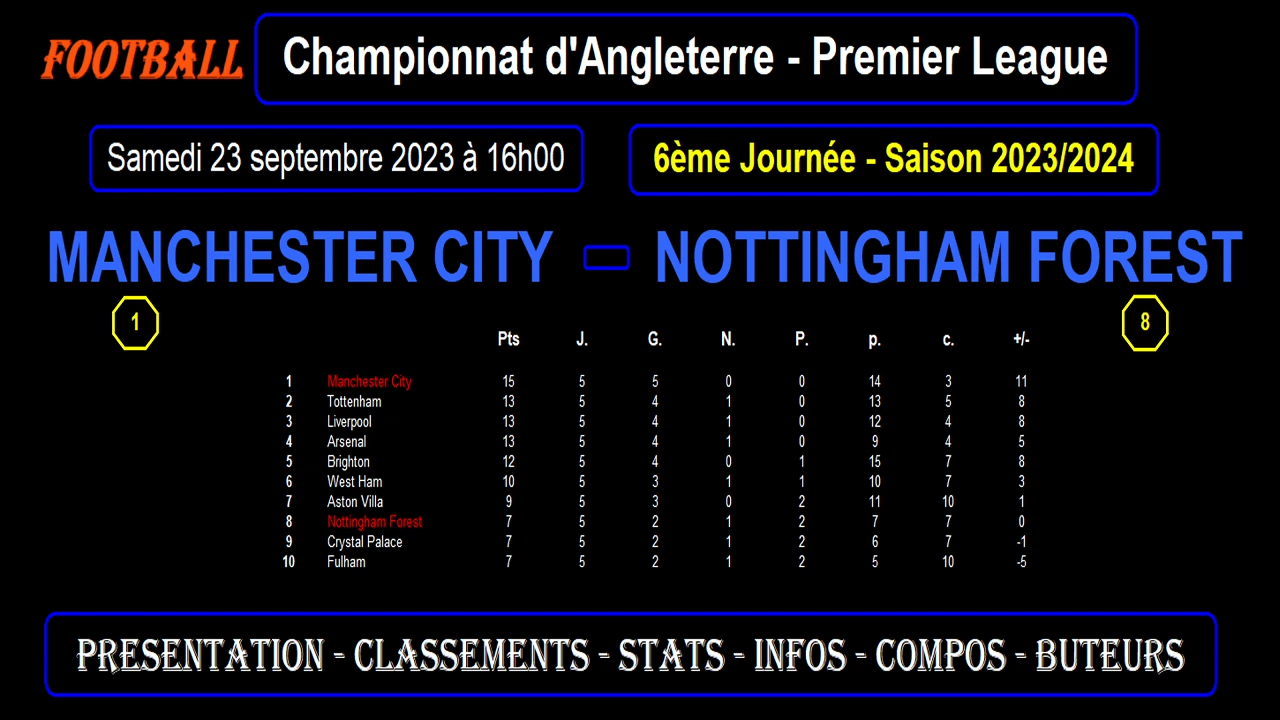 FOOTBALL Championnat d'Angleterre - Premier League
Samedi 23 septembre 2023 à 16h00 6ème Journée - Saison 2023/2024
MANCHESTER CITY - NOTTINGHAM FOREST
1 8
Pts J. G. N. P. p. c. +/-
1 Manchester City 15 5 5 0 0 14 3 11
2 Tottenham 13 5 4 1 0 13 5 8
3 Liverpool 13 5 4 1 0 12 4 8
4 Arsenal 13 5 4 1 0 9 4 5
5 Brighton 12 5 4 0 1 15 7 8
6 West Ham 10 5 3 1 1 10 7 3
7 Aston Villa 9 5 3 0 2 11 10 1
8 Nottingham Forest 7 5 2 1 2 7 7 0
9 Crystal Palace 7 5 2 1 2 6 7 -1
10 Fulham 7 5 2 1 2 5 10 -5
PRESENTATION - CLASSEMENTS - STATS - INFOS - COMPOS - BUTEURS